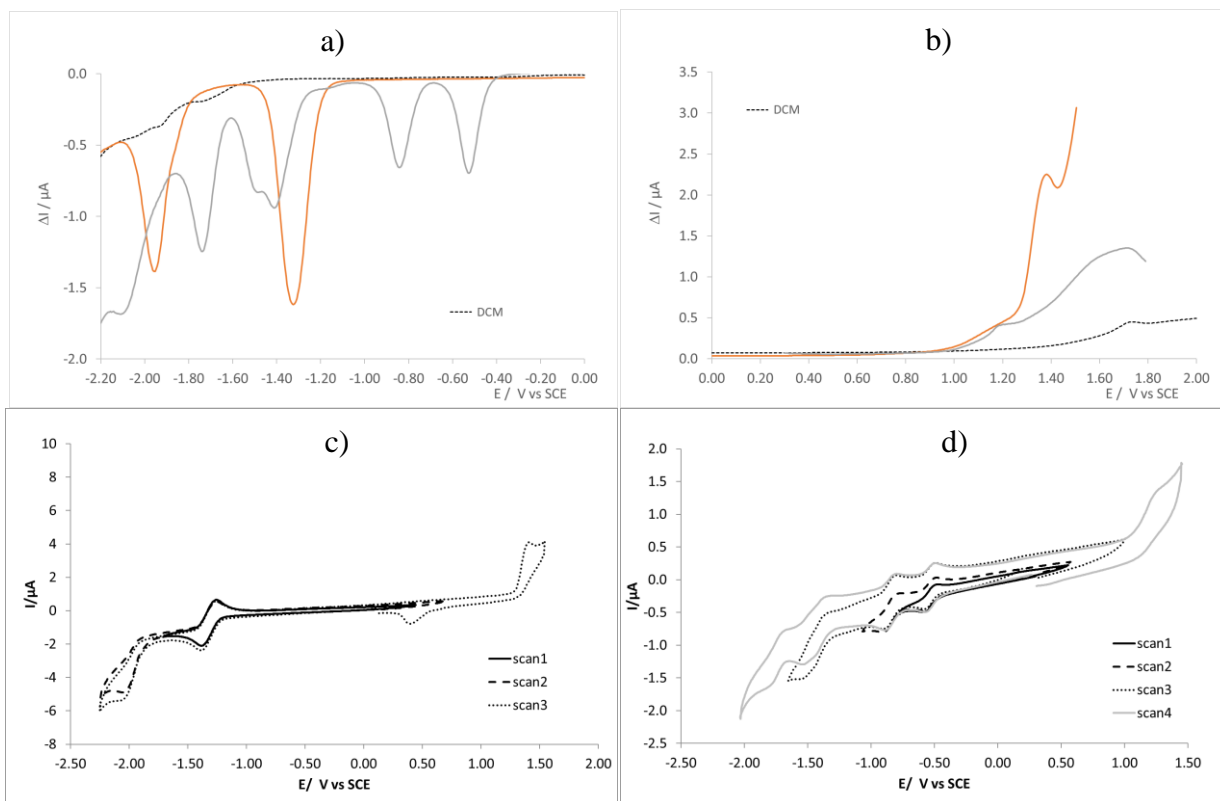 a)
0.0
-0.5
-1.0
-1.5
-2.0
ΔI / µA
DCM
-2.20 -2.00 -1.80 -1.60 -1.40 -1.20 -1.00 -0.80 -0.60 -0.40 -0.20 0.00
E / V vs SCE
b)
3.5
3.0
2.5
2.0
1.5
1.0
0.5
0.0
ΔI / µA
DCM
0.00 0.20 0.40 0.60 0.80 1.00 1.20 1.40 1.60 1.80 2.00
E / V vs SCE
c)
10
8
6
4
2
0
-2
-4
-6
-8
I/µA
scan1
scan2
scan3
-2.50 -2.00 -1.50 -1.00 -0.50 0.00 0.50 1.00 1.50 2.00
E/ V vs SCE
d)
2.0
1.5
1.0
0.5
0.0
-0.5
-1.0
-1.5
-2.0
-2.5
I/µA
scan1
scan2
scan3
scan4
-2.50 -2.00 -1.50 -1.00 -0.50 0.00 0.50 1.00 1.50
E/ V vs SCE